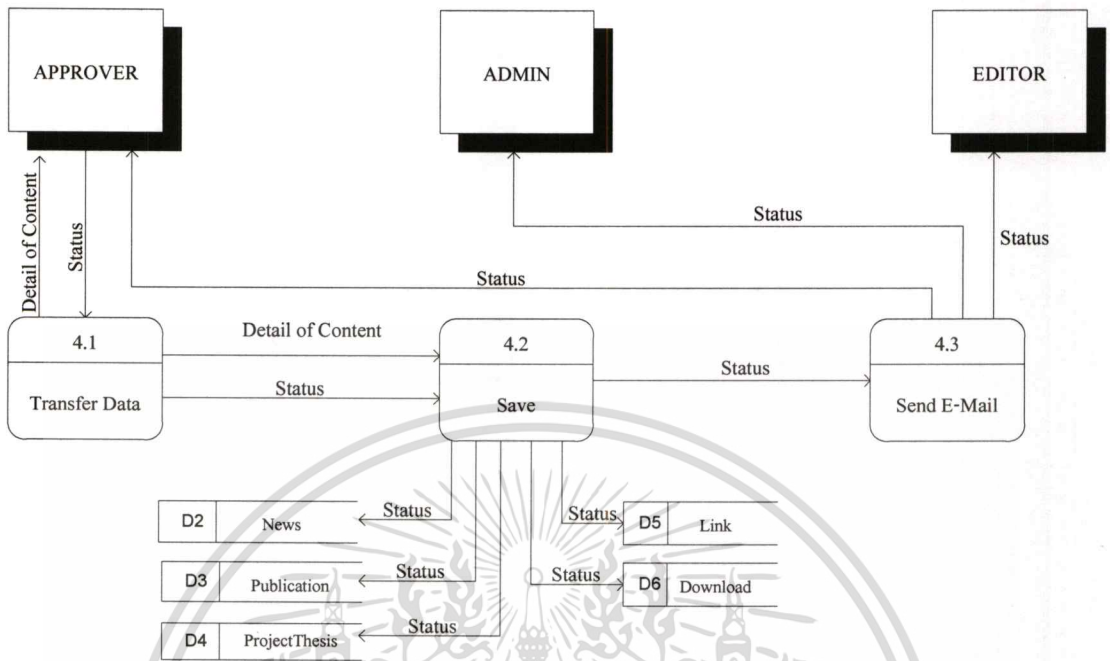 APPROVER
ADMIN
EDITOR
Detail of Content
Status
Status
Status
Status
4.1
Transfer Data
Detail of Content
Status
4.2
Save
Status
4.3
Send E-Mail
D2 News
Status
Status
D5 Link
D3 Publication
Status
Status
D6 Download
D4 ProjectThesis
Status